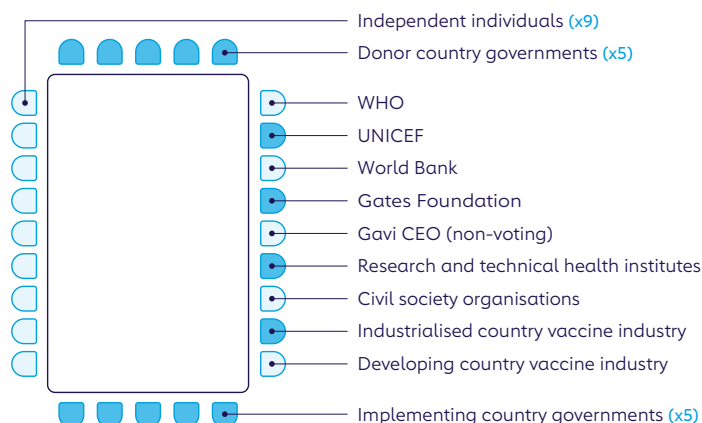 Independent individuals (x9)
Donor country governments (x5)
WHO
UNICEF
World Bank
Gates Foundation
Gavi CEO (non-voting)
Research and technical health institutes
Civil society organisations
Industrialised country vaccine industry
Developing country vaccine industry
Implementing country governments (x5)